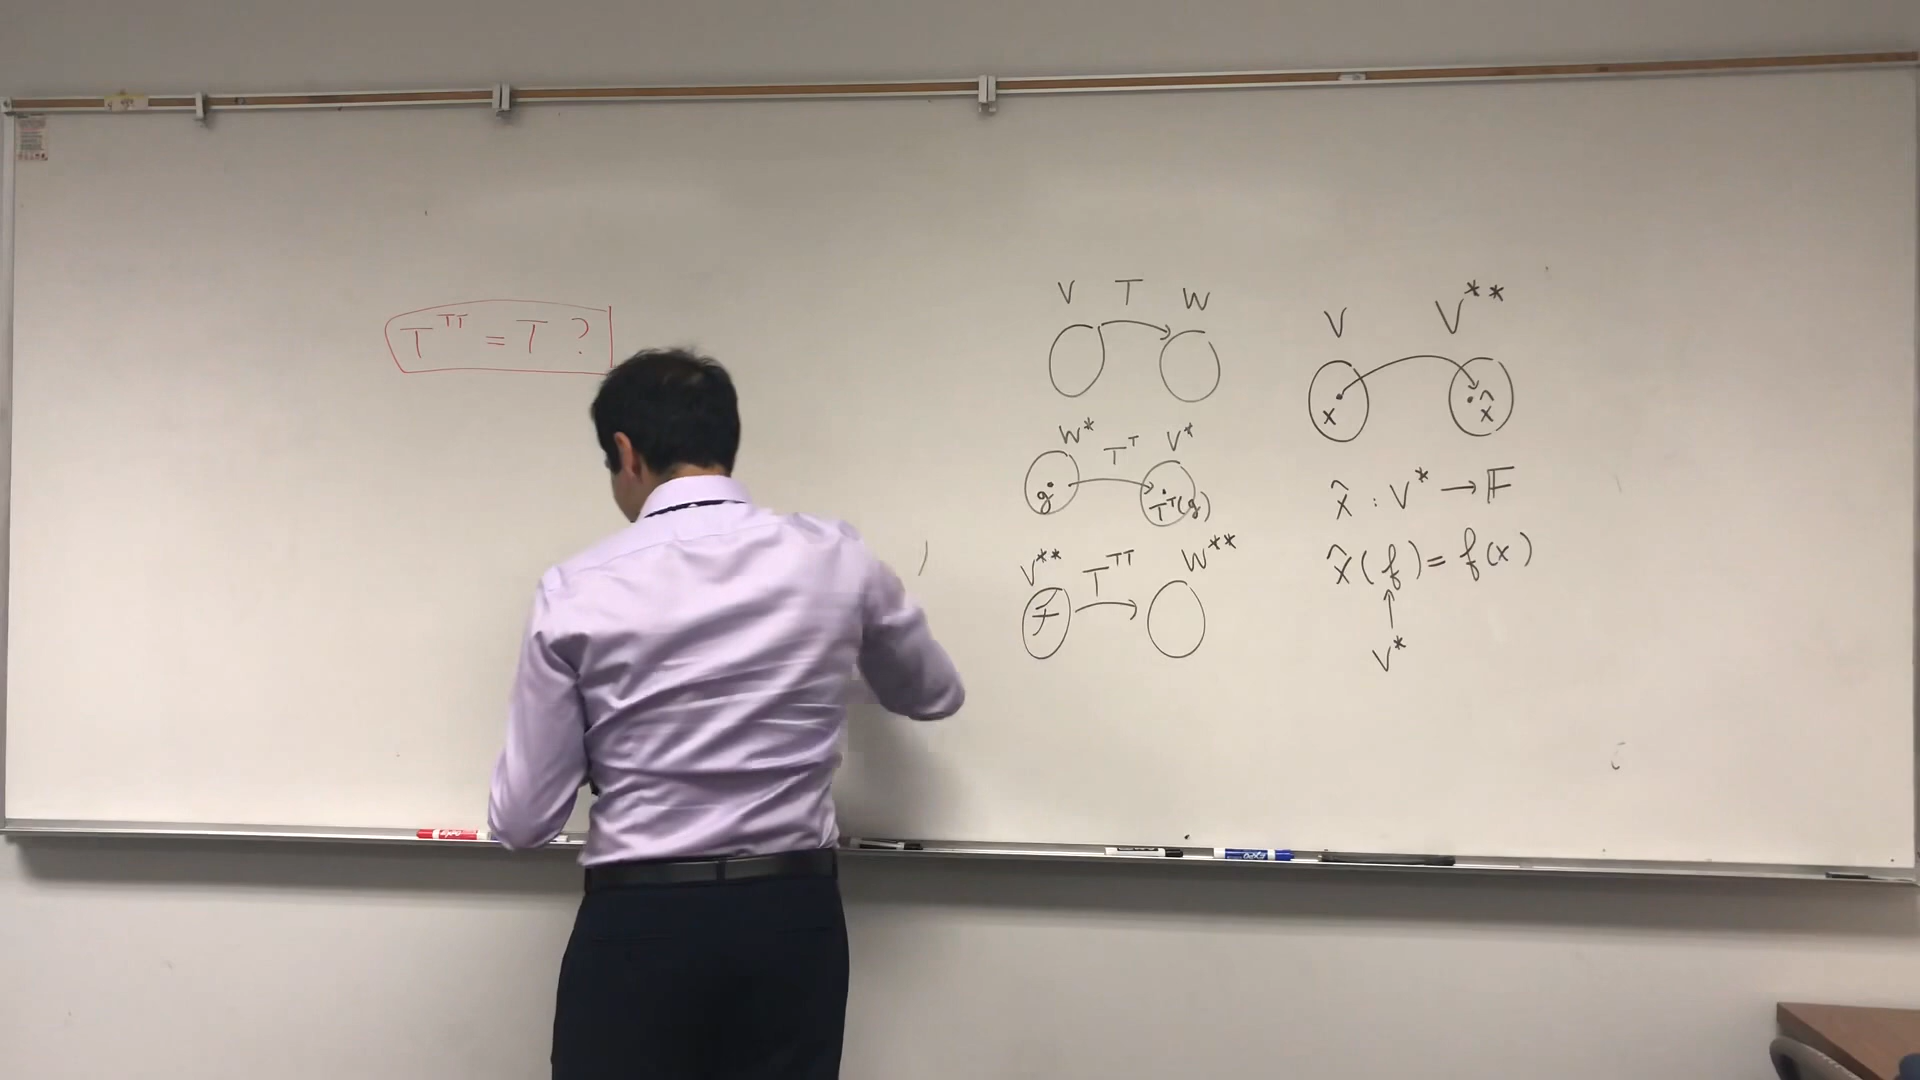 T^TT = T ?
V T W
W* T^T V*
g T^T(g)
V** T^TT W**
F
V V**
x x̂
x̂ : V* → F
x̂(f) = f(x)
↑
V*